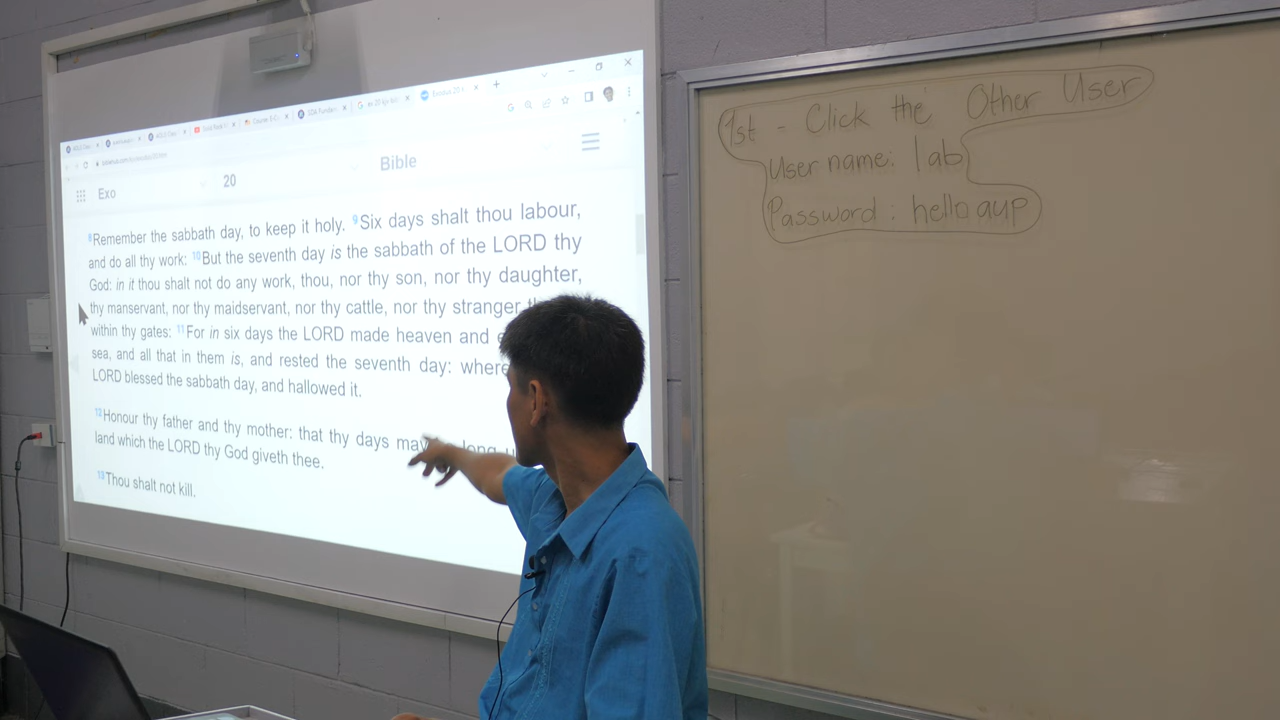 Exo
20
Bible
8Remember the sabbath day, to keep it holy. 9Six days shalt thou labour,
and do all thy work: 10But the seventh day is the sabbath of the LORD thy
God: in it thou shalt not do any work, thou, nor thy son, nor thy daughter,
thy manservant, nor thy maidservant, nor thy cattle, nor thy stranger
within thy gates: 11For in six days the LORD made heaven and
sea, and all that in them is, and rested the seventh day:
LORD blessed the sabbath day, and hallowed it.
12Honour thy father and thy mother: that thy days may long
land which the LORD thy God giveth thee.
13Thou shalt not kill.
1st - Click the Other User
User name: lab
Password: helloaup